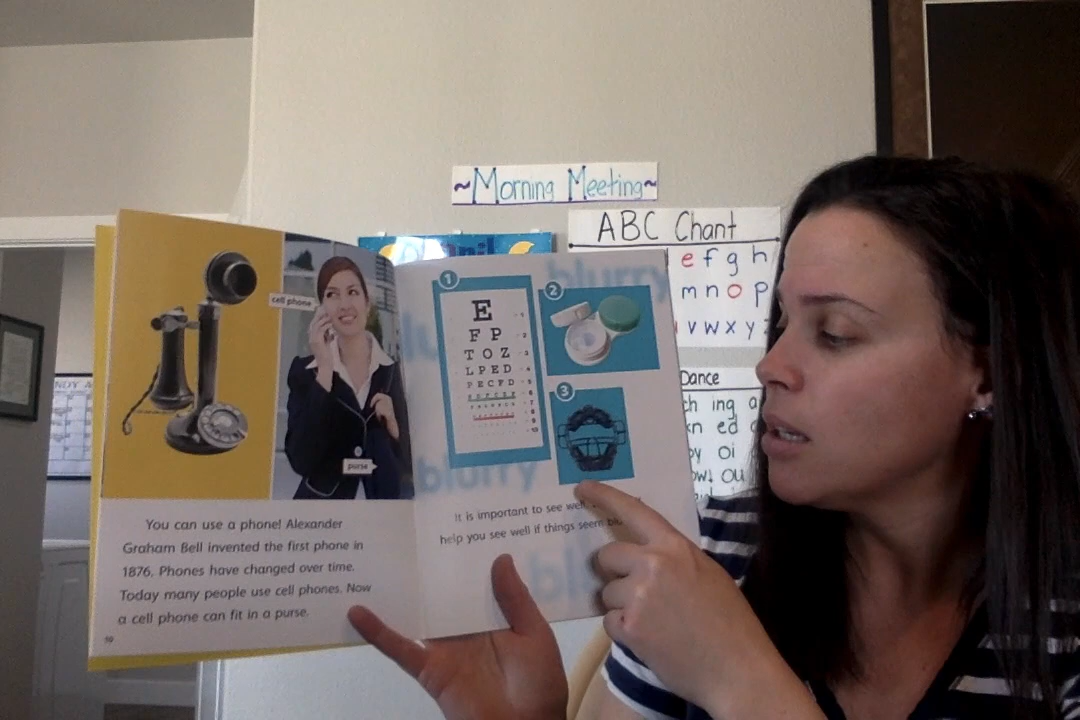 ~Morning Meeting~
ABC Chant
e f g h
m n o p
v w x y
Dance
ch ing a
kn ed
oy oi
ow ou
cell phone
purse
You can use a phone! Alexander
Graham Bell invented the first phone in
1876. Phones have changed over time.
Today many people use cell phones. Now
a cell phone can fit in a purse.
1
E
F P
T O Z
L P E D
P E C F D
2
3
blurry
blurry
It is important to see well.
help you see well if things seem